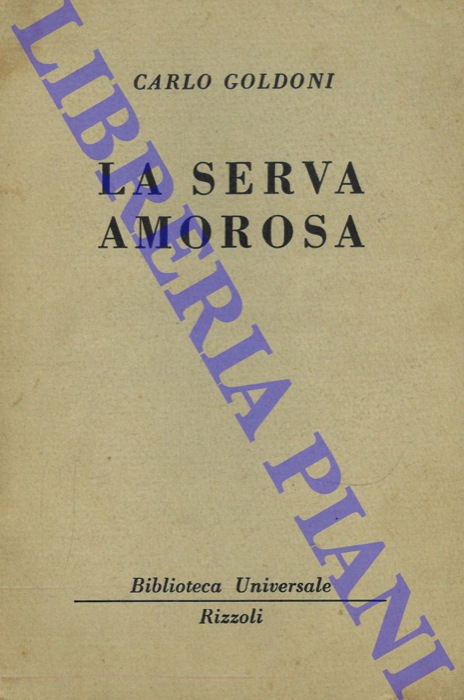 CARLO GOLDONI
LA SERVA
AMOROSA
LIBRERIA PIANI
Biblioteca Universale
Rizzoli